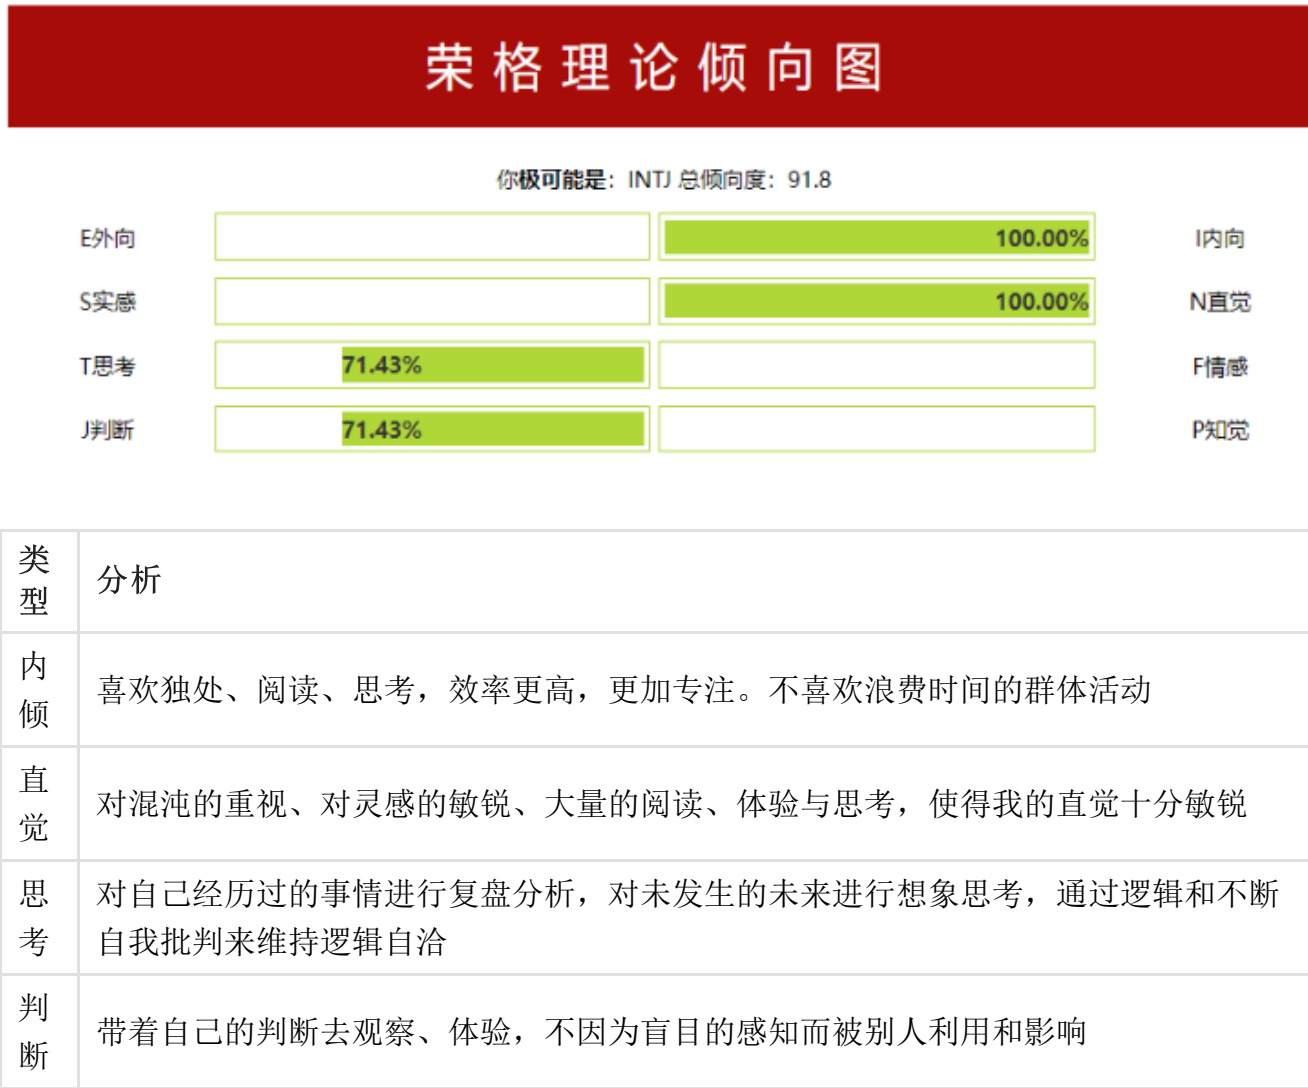 荣格理论倾向图
你极可能是：INTJ 总倾向度：91.8
E外向 100.00% I内向
S实感 100.00% N直觉
T思考 71.43% F情感
J判断 71.43% P知觉
类型 分析
内倾 喜欢独处、阅读、思考，效率更高，更加专注。不喜欢浪费时间的群体活动
直觉 对混沌的重视、对灵感的敏锐、大量的阅读、体验与思考，使得我的直觉十分敏锐
思考 对自己经历过的事情进行复盘分析，对未发生的未来进行想象思考，通过逻辑和不断
自我批判来维持逻辑自洽
判断 带着自己的判断去观察、体验，不因为盲目的感知而被别人利用和影响